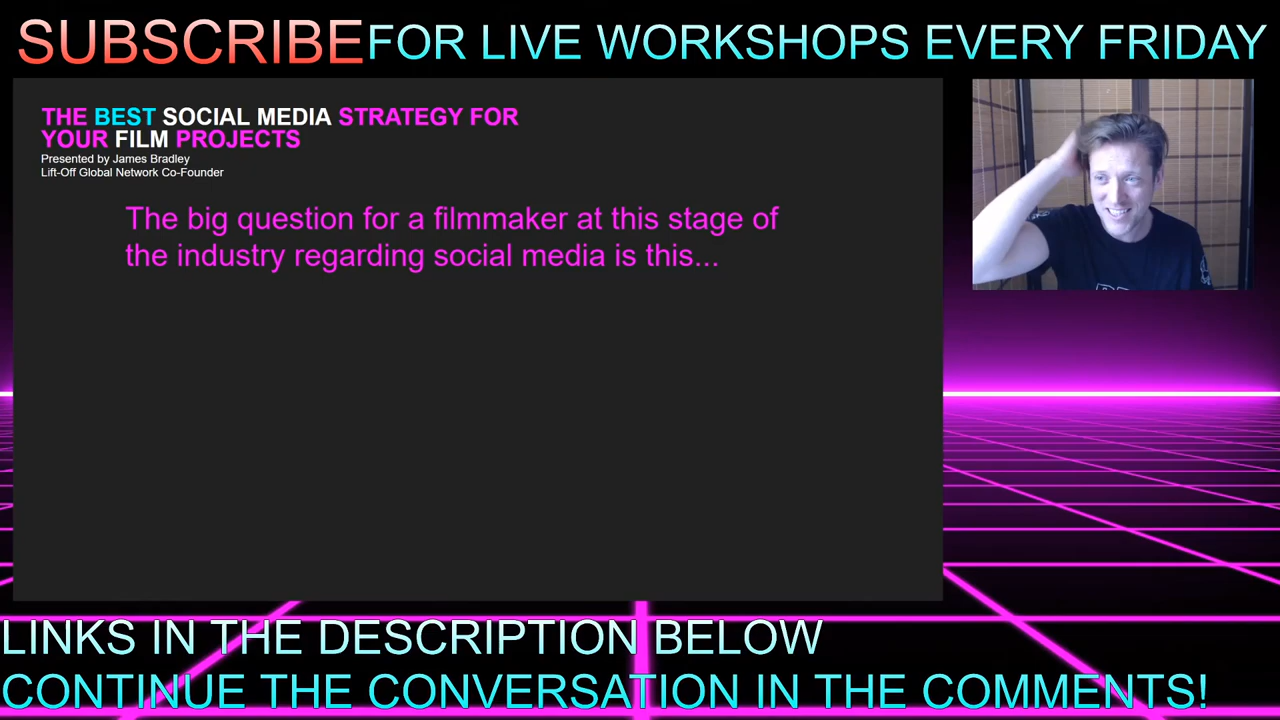 SUBSCRIBE FOR LIVE WORKSHOPS EVERY FRIDAY
THE BEST SOCIAL MEDIA STRATEGY FOR
YOUR FILM PROJECTS
Presented by James Bradley
Lift-Off Global Network Co-Founder
The big question for a filmmaker at this stage of
the industry regarding social media is this...
LINKS IN THE DESCRIPTION BELOW
CONTINUE THE CONVERSATION IN THE COMMENTS!